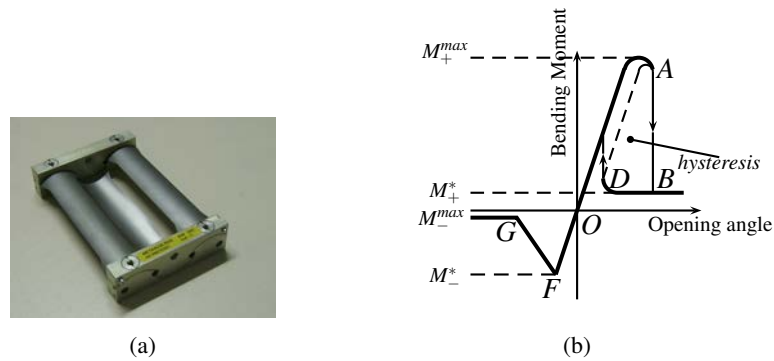 M₊ᵐᵃˣ
Bending Moment
A
hysteresis
M₊*
D
B
M₋ᵐᵃˣ
G
O
Opening angle
M₋*
F
(a)
(b)